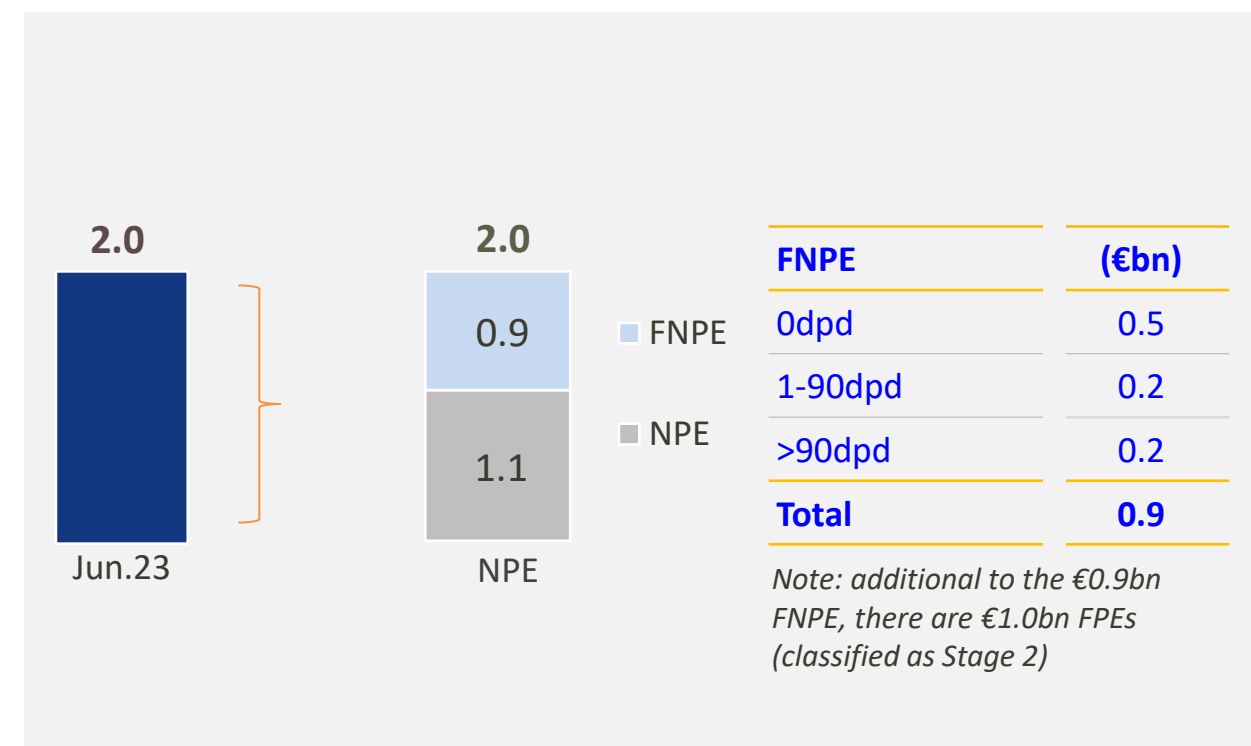 2.0
Jun.23
2.0
0.9
1.1
NPE
FNPE
NPE
FNPE (€bn)
0dpd 0.5
1-90dpd 0.2
>90dpd 0.2
Total 0.9
Note: additional to the €0.9bn
FNPE, there are €1.0bn FPEs
(classified as Stage 2)